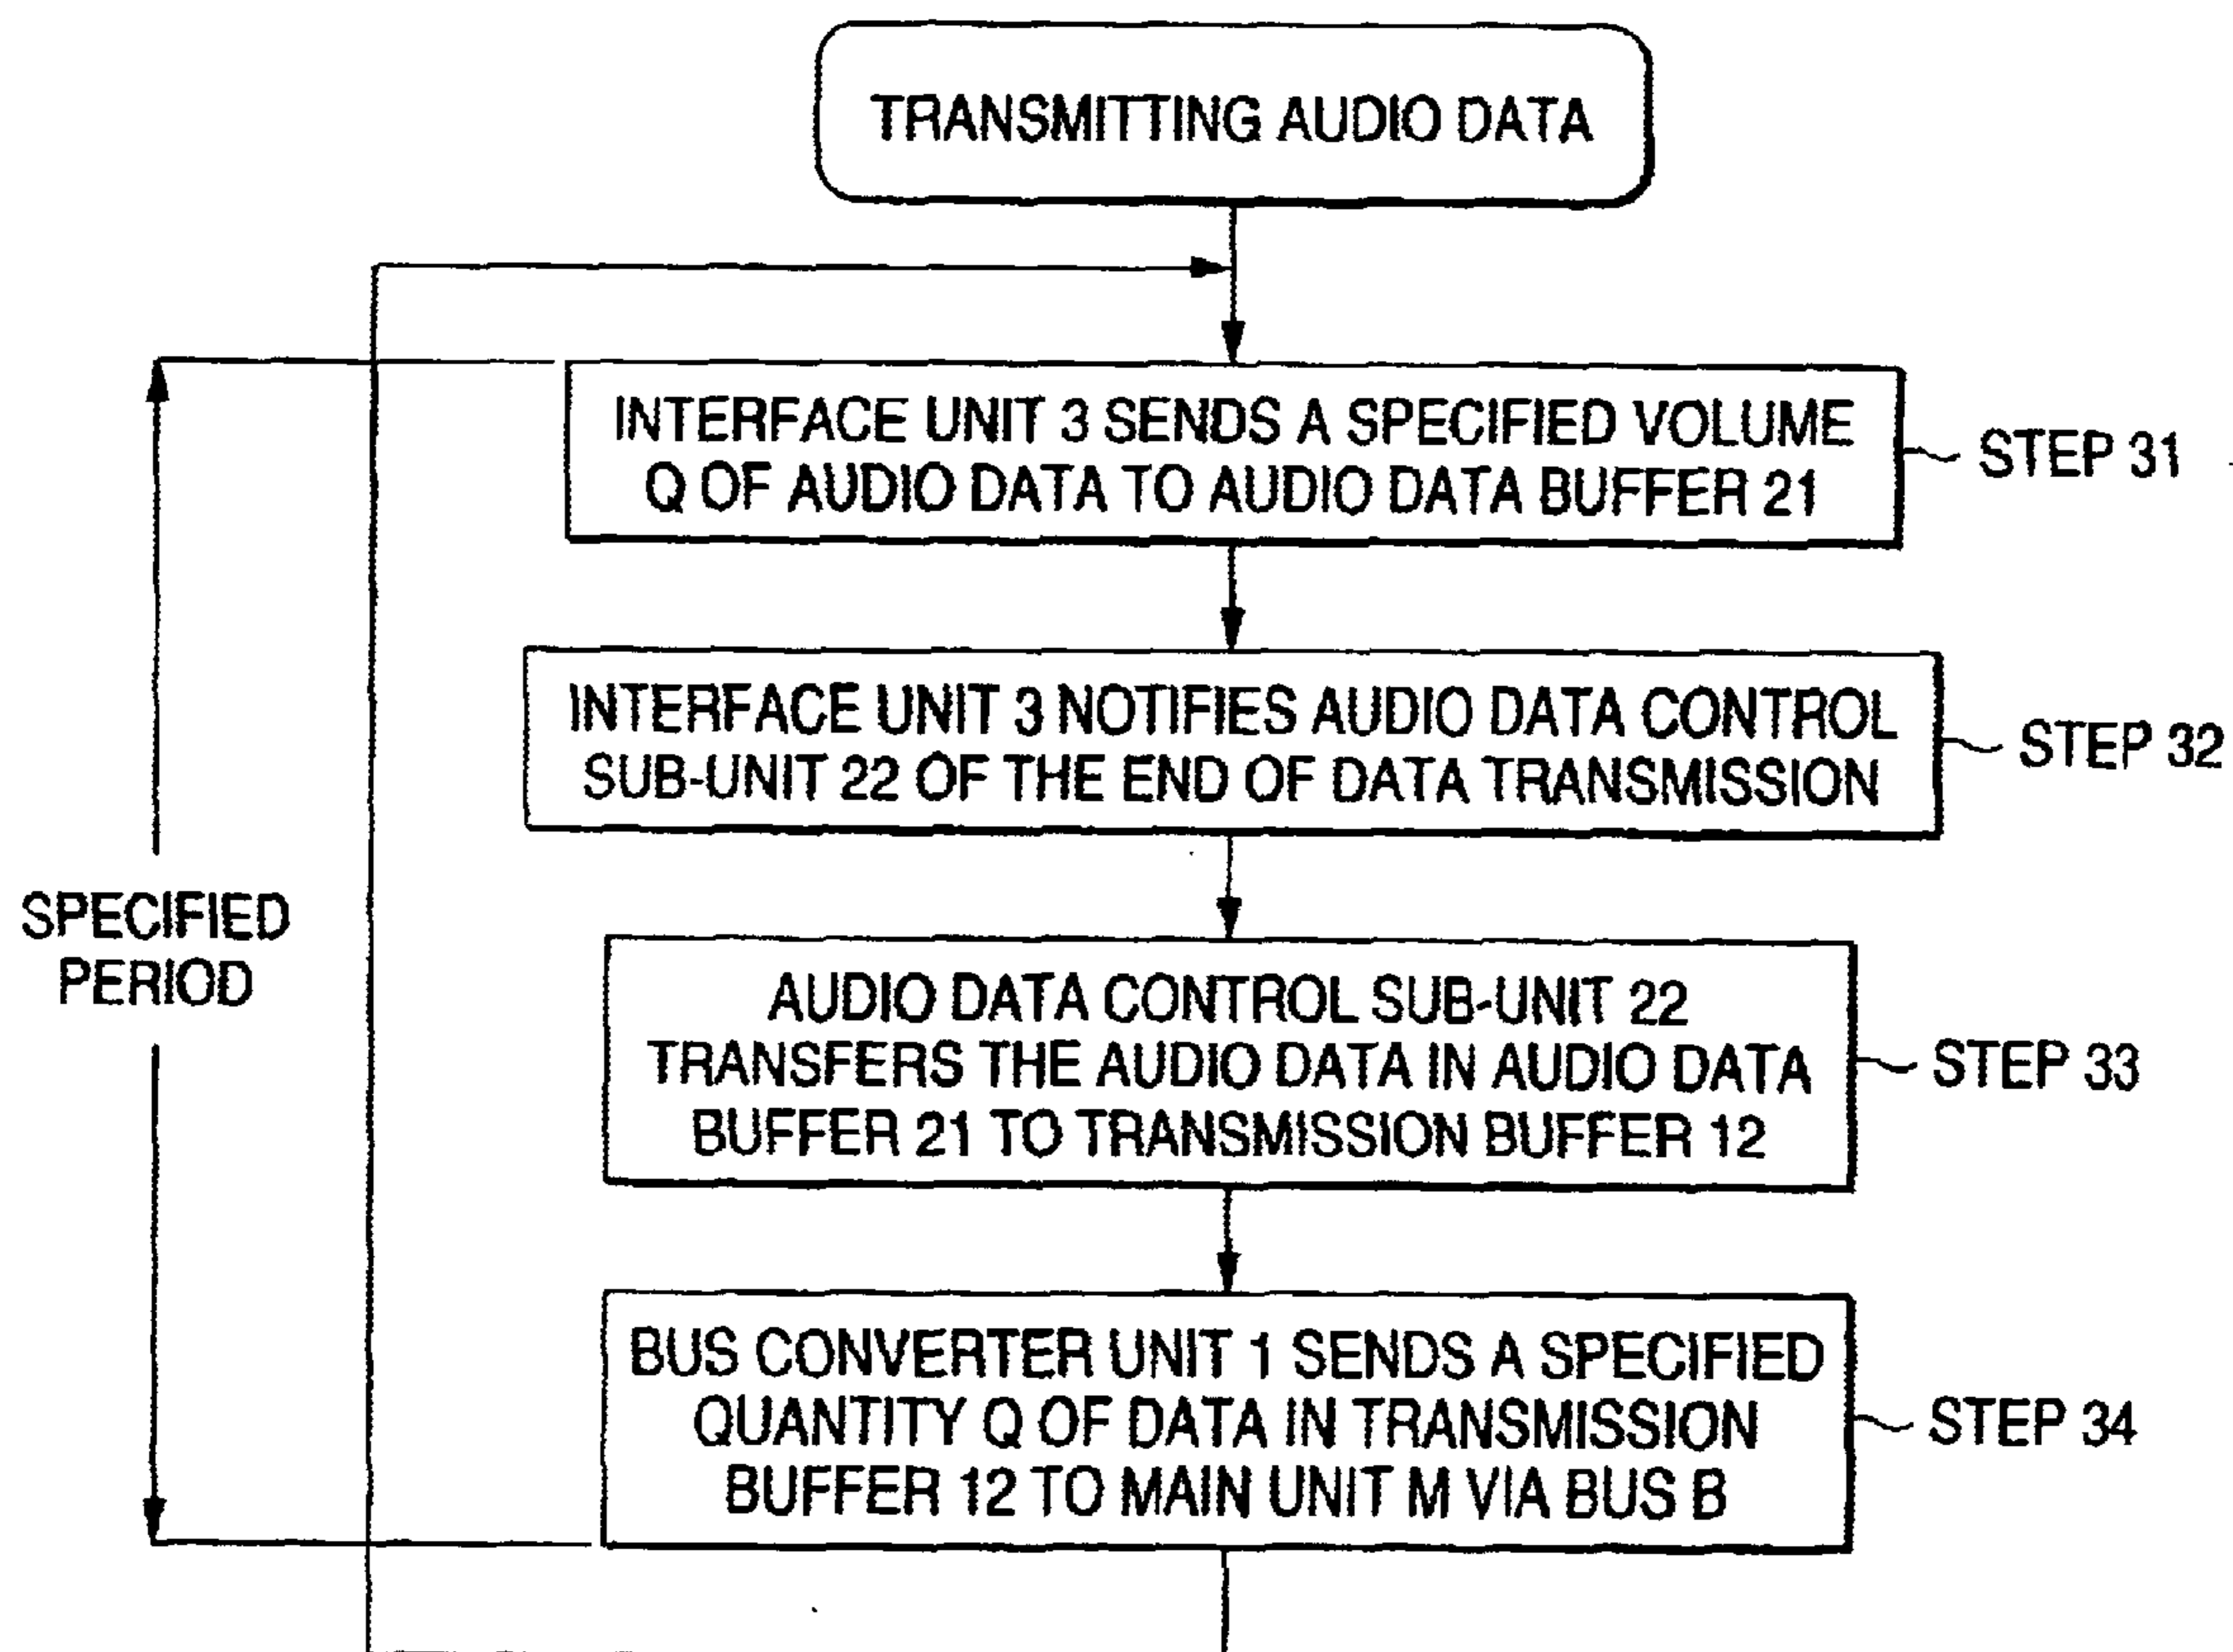 TRANSMITTING AUDIO DATA
INTERFACE UNIT 3 SENDS A SPECIFIED VOLUME
Q OF AUDIO DATA TO AUDIO DATA BUFFER 21
STEP 31
INTERFACE UNIT 3 NOTIFIES AUDIO DATA CONTROL
SUB-UNIT 22 OF THE END OF DATA TRANSMISSION
STEP 32
SPECIFIED
PERIOD
AUDIO DATA CONTROL SUB-UNIT 22
TRANSFERS THE AUDIO DATA IN AUDIO DATA
BUFFER 21 TO TRANSMISSION BUFFER 12
STEP 33
BUS CONVERTER UNIT 1 SENDS A SPECIFIED
QUANTITY Q OF DATA IN TRANSMISSION
BUFFER 12 TO MAIN UNIT M VIA BUS B
STEP 34